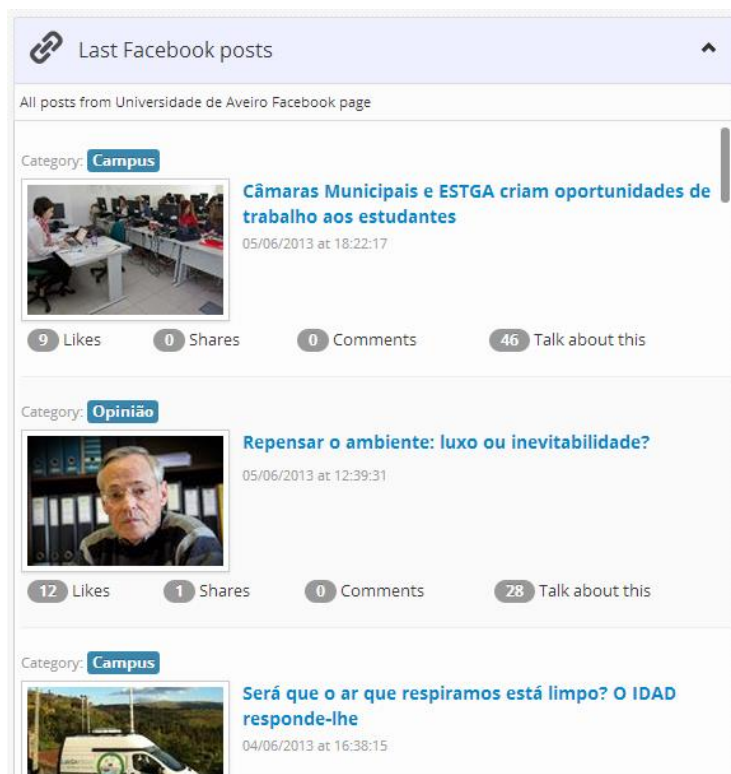 Last Facebook posts
All posts from Universidade de Aveiro Facebook page
Category: Campus
Câmaras Municipais e ESTGA criam oportunidades de
trabalho aos estudantes
05/06/2013 at 18:22:17
9 Likes 0 Shares 0 Comments 46 Talk about this
Category: Opinião
Repensar o ambiente: luxo ou inevitabilidade?
05/06/2013 at 12:39:31
12 Likes 1 Shares 0 Comments 28 Talk about this
Category: Campus
Será que o ar que respiramos está limpo? O IDAD
responde-lhe
04/06/2013 at 16:38:15